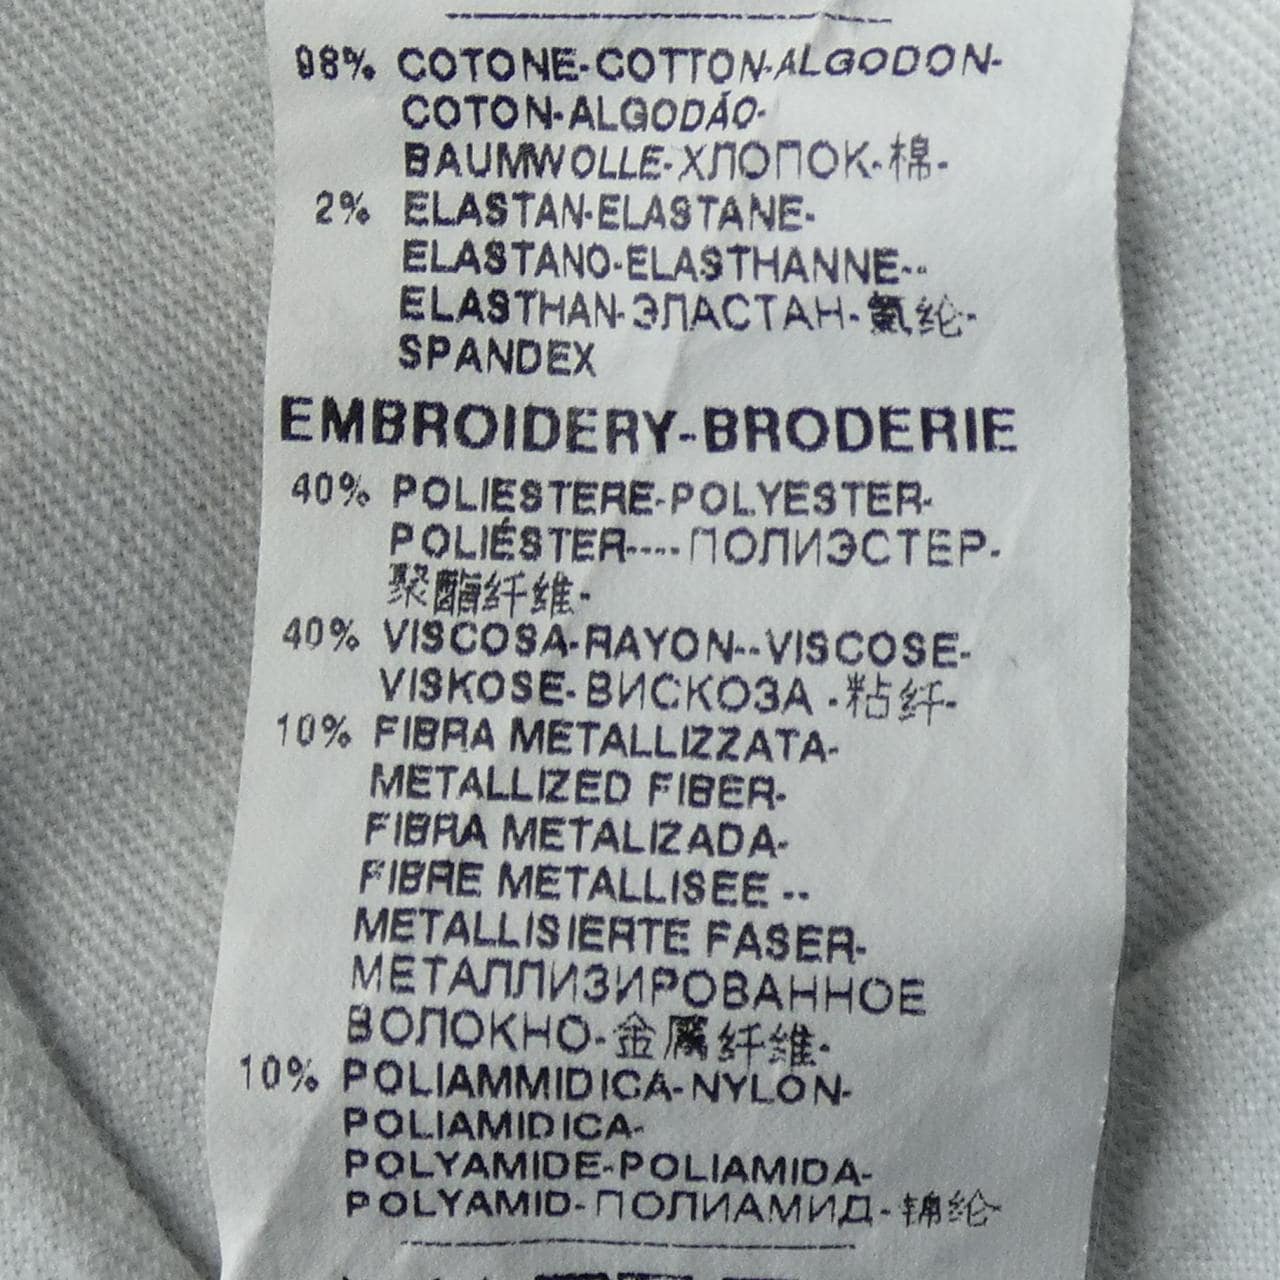 98% COTONE-COTTON-ALGODON-
COTON-ALGODÃO-
BAUMWOLLE-ХЛОПОК-棉-
2% ELASTAN-ELASTANE-
ELASTANO-ELASTHANNE--
ELASTHAN-ЭЛАСТАН-氨纶-
SPANDEX
EMBROIDERY-BRODERIE
40% POLIESTERE-POLYESTER-
POLIÉSTER----ПОЛИЭСТЕР-
聚酯纤维-
40% VISCOSA-RAYON--VISCOSE-
VISKOSE-ВИСКОЗА -粘纤-
10% FIBRA METALLIZZATA-
METALLIZED FIBER-
FIBRA METALIZADA-
FIBRE METALLISEE --
METALLISIERTE FASER-
МЕТАЛЛИЗИРОВАННОЕ
ВОЛОКНО-金属纤维-
10% POLIAMMIDICA-NYLON-
POLIAMIDICA-
POLYAMIDE-POLIAMIDA-
POLYAMID-ПОЛИАМИД-锦纶-